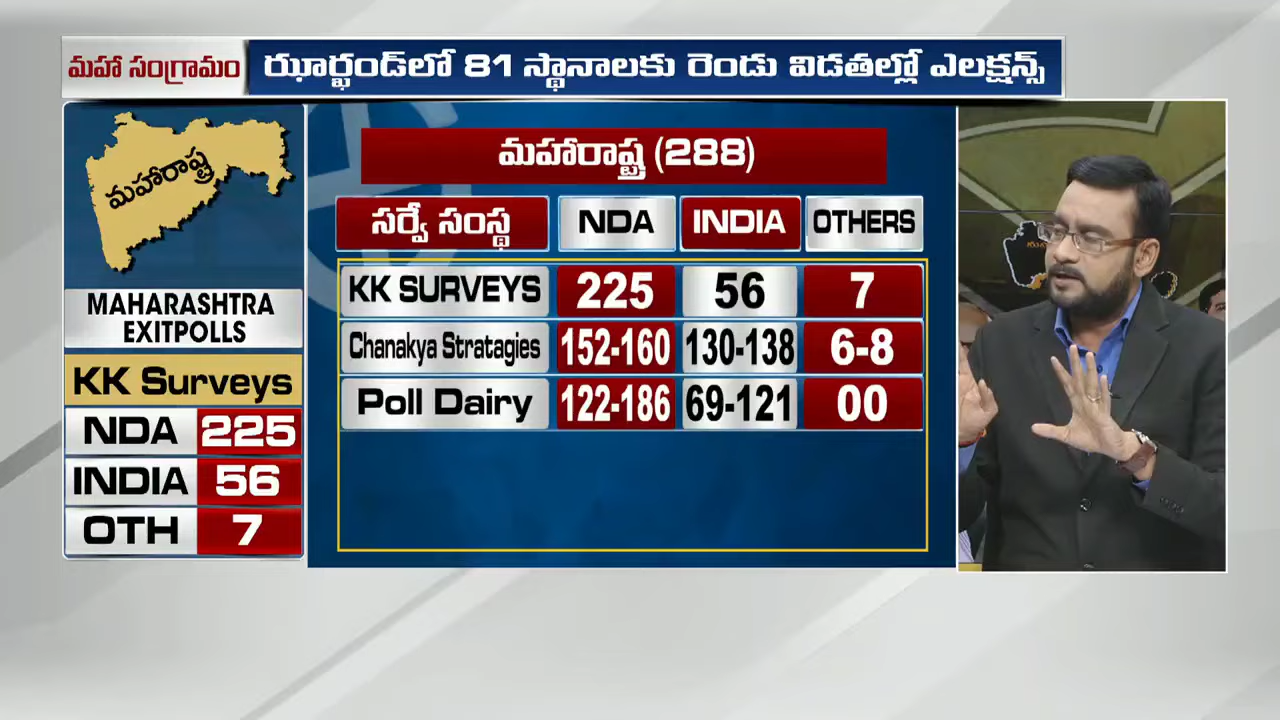 మహా సంగ్రామం
ఝార్ఖండ్‌లో 81 స్థానాలకు రెండు విడతల్లో ఎలక్షన్స్
మహారాష్ట్ర
MAHARASHTRA
EXITPOLLS
KK Surveys
NDA 225
INDIA 56
OTH 7
మహారాష్ట్ర (288)
సర్వే సంస్థ NDA INDIA OTHERS
KK SURVEYS 225 56 7
Chanakya Stratagies 152-160 130-138 6-8
Poll Dairy 122-186 69-121 00